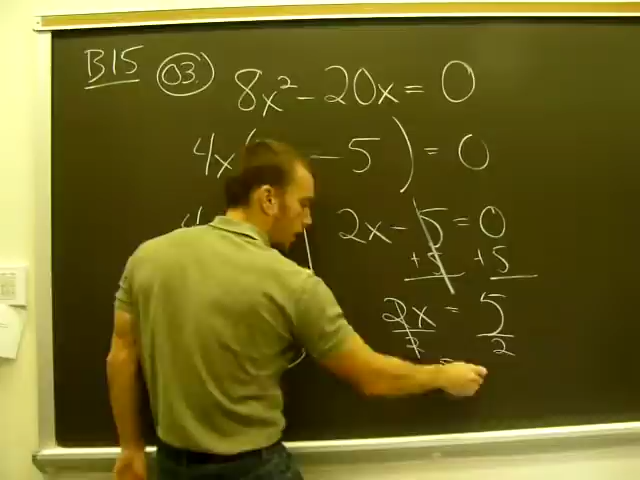 B15 03. 8x² - 20x = 0
4x( - 5) = 0
2x - 5 = 0
+5 +5
2x = 5
2 2
=